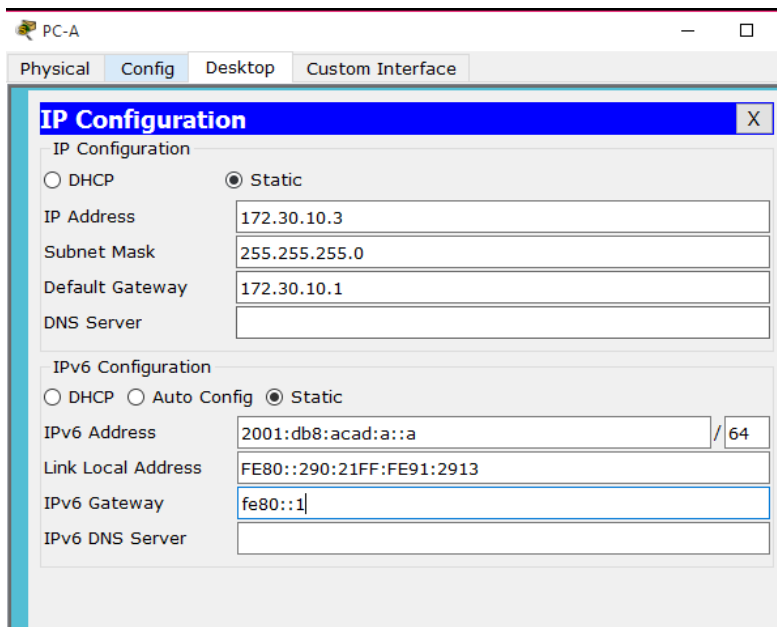 PC-A
Physical Config Desktop Custom Interface
IP Configuration X
IP Configuration
DHCP Static
IP Address 172.30.10.3
Subnet Mask 255.255.255.0
Default Gateway 172.30.10.1
DNS Server
IPv6 Configuration
DHCP Auto Config Static
IPv6 Address 2001:db8:acad:a::a / 64
Link Local Address FE80::290:21FF:FE91:2913
IPv6 Gateway fe80::1
IPv6 DNS Server